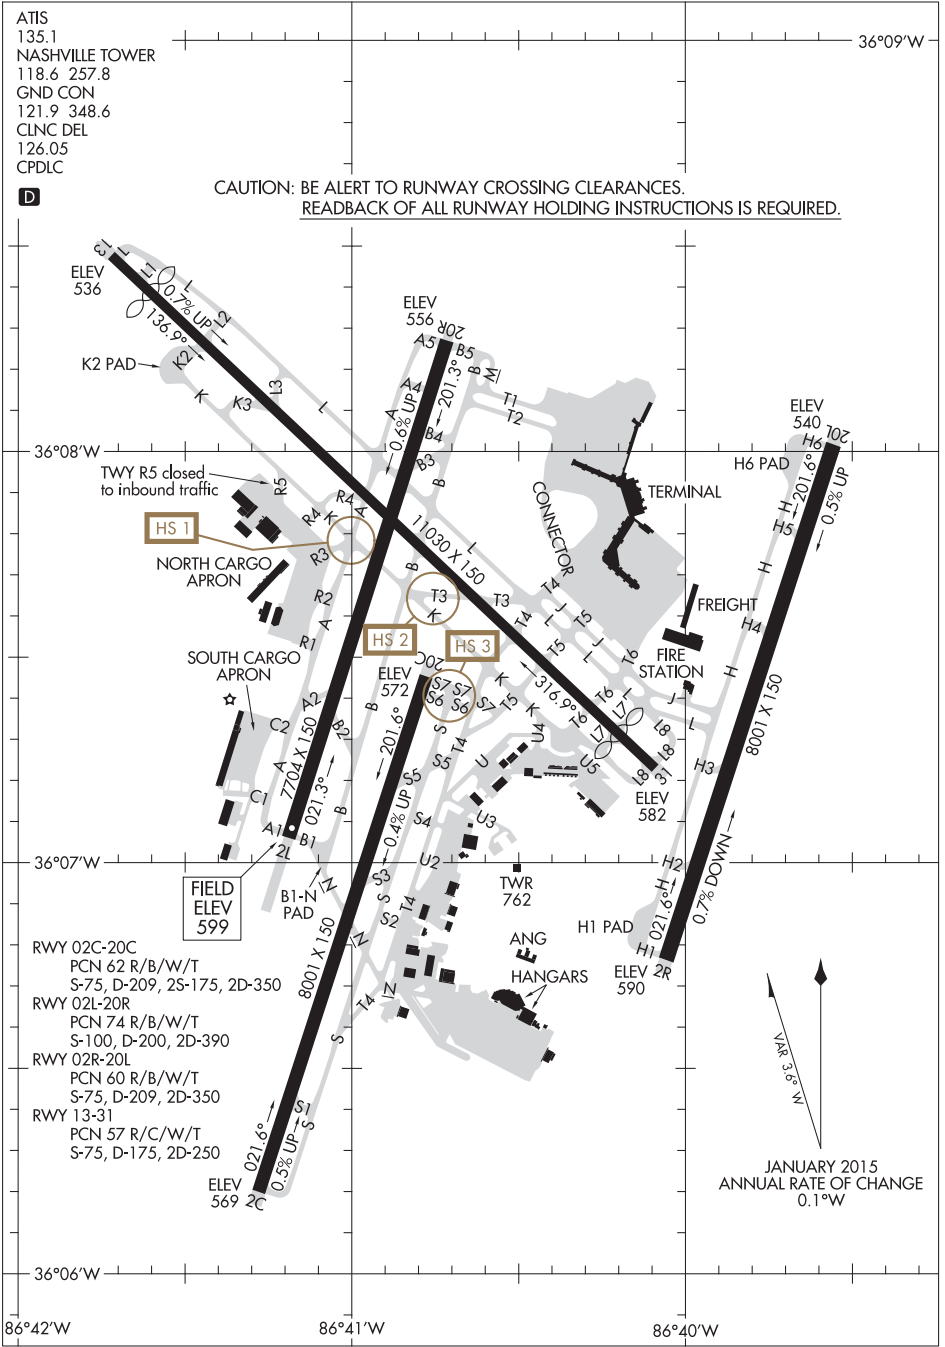 ATIS
135.1
NASHVILLE TOWER
118.6 257.8
GND CON
121.9 348.6
CLNC DEL
126.05
CPDLC
D
36°09'W
CAUTION: BE ALERT TO RUNWAY CROSSING CLEARANCES.
READBACK OF ALL RUNWAY HOLDING INSTRUCTIONS IS REQUIRED.
13
L
L1
L
ELEV
536
0.7% UP
136.9°
L2
K2 PAD
K2
K
K3
L3
L
ELEV
556
20R
A5
B5
B
M
A4
A
201.3°
0.6% UP
T1
T2
B4
B3
B
ELEV
540
20L
H6
H6 PAD
201.6°
0.5% UP
H
H5
H
H4
H
36°08'W
TWY R5 closed
to inbound traffic
R5
R4
R4
K
A
HS 1
R3
NORTH CARGO
APRON
R2
A
R1
11030 X 150
L
CONNECTOR
TERMINAL
B
T3
T3
K
HS 2
HS 3
T4
T4
J
L
T5
T5
J
L
T6
FREIGHT
FIRE
STATION
SOUTH CARGO
APRON
ELEV
572
20C
S7
S7
S6
S6
S7
T5
K
K
316.9°
T6
T6
L
L7
L7
J
L
L8
L8
L8
31
ELEV
582
A2
C2
B2
B
201.6°
S
T4
U4
U
U5
A
7704 X 150
021.3°
S5
S5
C1
0.4% UP
S4
U3
B
A1
B1
2L
8001 X 150
H3
36°07'W
FIELD
ELEV
599
B1-N
PAD
N
S3
U2
S
S2
T4
TWR
762
H2
H
021.6°
0.7% DOWN
H1 PAD
H1
2R
ELEV
590
ANG
HANGARS
N
8001 X 150
T4
N
S
RWY 02C-20C
PCN 62 R/B/W/T
S-75, D-209, 2S-175, 2D-350
RWY 02L-20R
PCN 74 R/B/W/T
S-100, D-200, 2D-390
RWY 02R-20L
PCN 60 R/B/W/T
S-75, D-209, 2D-350
RWY 13-31
PCN 57 R/C/W/T
S-75, D-175, 2D-250
S1
S
021.6°
0.5% UP
ELEV
569
2C
VAR 3.6° W
JANUARY 2015
ANNUAL RATE OF CHANGE
0.1°W
36°06'W
86°42'W
86°41'W
86°40'W